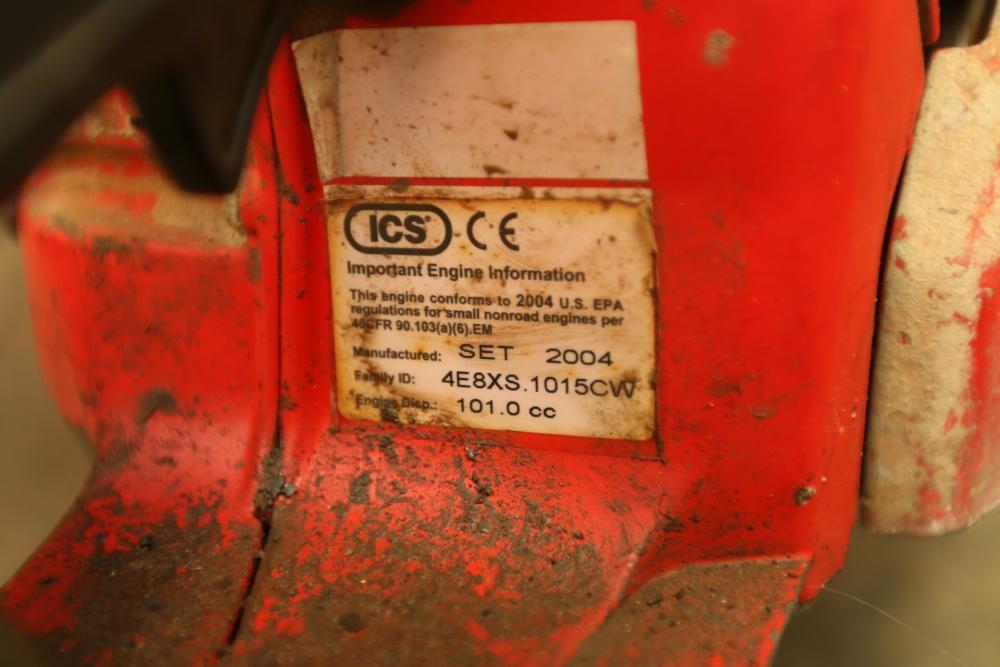 ICS® CE
Important Engine Information
This engine conforms to 2004 U.S. EPA
regulations for small nonroad engines per
40CFR 90.103(a)(6).EM
Manufactured: SET 2004
Family ID: 4E8XS.1015CW
Engine Disp.: 101.0 cc